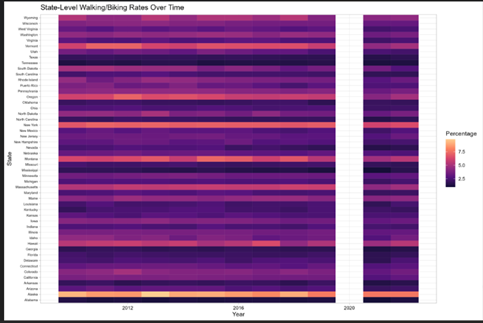 State-Level Walking/Biking Rates Over Time
Wyoming
Wisconsin
West Virginia
Washington
Virginia
Vermont
Utah
Texas
Tennessee
South Dakota
South Carolina
Rhode Island
Puerto Rico
Pennsylvania
Oregon
Oklahoma
Ohio
North Dakota
North Carolina
New York
New Mexico
New Jersey
New Hampshire
Nevada
Nebraska
Montana
Missouri
Mississippi
Minnesota
Michigan
Massachusetts
Maryland
Maine
Louisiana
Kentucky
Kansas
Iowa
Indiana
Illinois
Idaho
Hawaii
Georgia
Florida
Delaware
Connecticut
Colorado
California
Arkansas
Arizona
Alaska
Alabama
State
2012
2016
2020
Year
Percentage
7.5
5.0
2.5